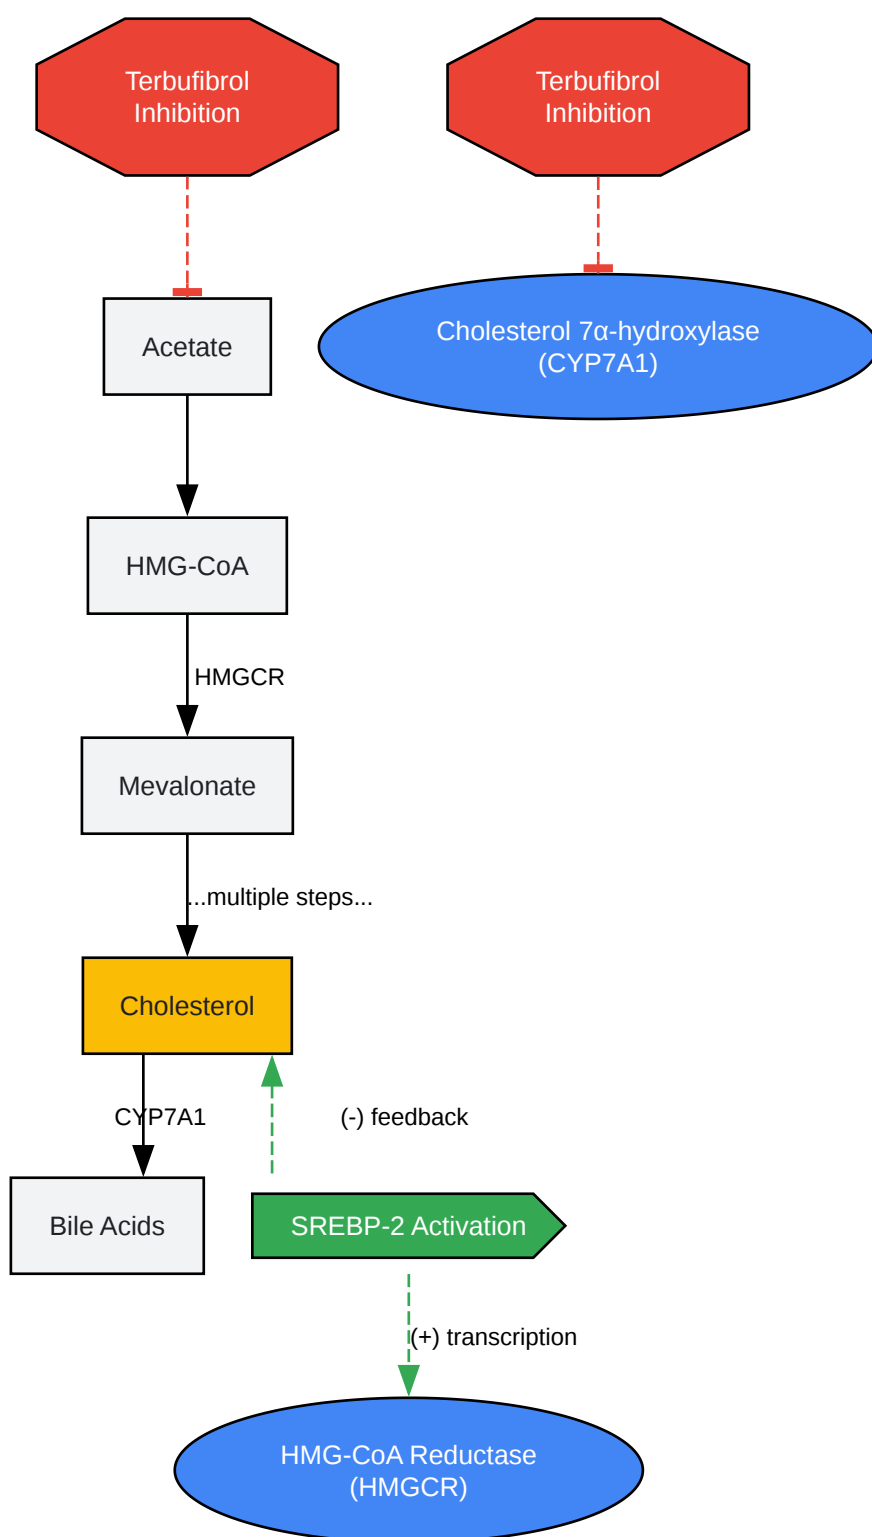 Terbufibrol
Inhibition
Terbufibrol
Inhibition
Acetate
Cholesterol 7α-hydroxylase
(CYP7A1)
HMG-CoA
HMGCR
Mevalonate
...multiple steps...
Cholesterol
CYP7A1
(-) feedback
Bile Acids
SREBP-2 Activation
(+) transcription
HMG-CoA Reductase
(HMGCR)